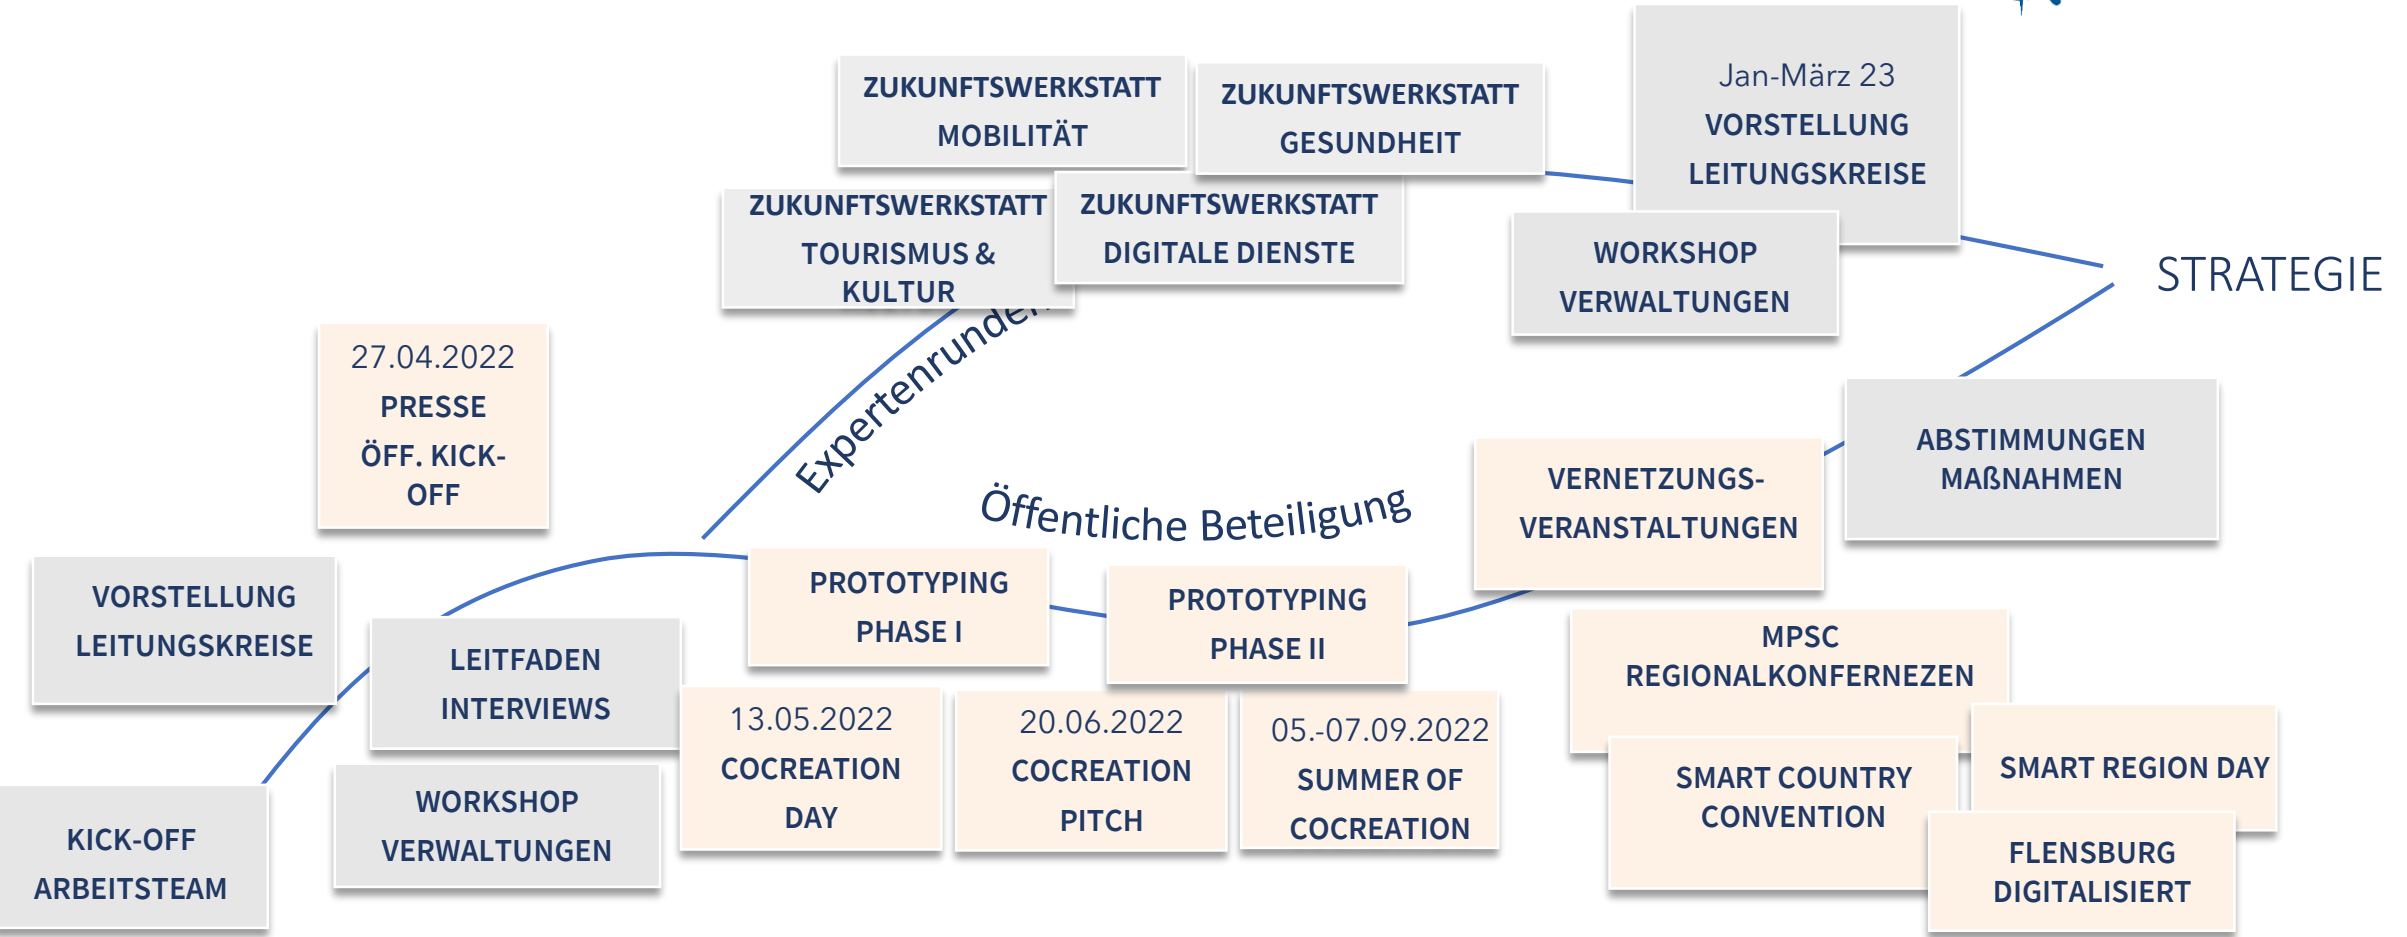 ZUKUNFTSWERKSTATT
MOBILITÄT
ZUKUNFTSWERKSTATT
GESUNDHEIT
Jan-März 23
VORSTELLUNG
LEITUNGSKREISE
ZUKUNFTSWERKSTATT
TOURISMUS &
KULTUR
ZUKUNFTSWERKSTATT
DIGITALE DIENSTE
WORKSHOP
VERWALTUNGEN
STRATEGIE
Expertenrunden
27.04.2022
PRESSE
ÖFF. KICK-
OFF
Öffentliche Beteiligung
VERNETZUNGS-
VERANSTALTUNGEN
ABSTIMMUNGEN
MAßNAHMEN
VORSTELLUNG
LEITUNGSKREISE
LEITFADEN
INTERVIEWS
PROTOTYPING
PHASE I
PROTOTYPING
PHASE II
MPSC
REGIONALKONFERNEZEN
13.05.2022
COCREATION
DAY
20.06.2022
COCREATION
PITCH
05.-07.09.2022
SUMMER OF
COCREATION
SMART COUNTRY
CONVENTION
SMART REGION DAY
KICK-OFF
ARBEITSTEAM
WORKSHOP
VERWALTUNGEN
FLENSBURG
DIGITALISIERT